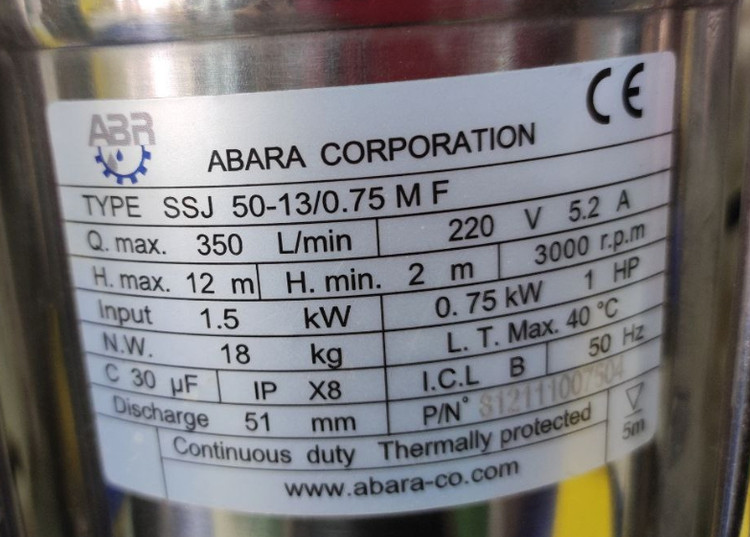 ABR
CE
ABARA CORPORATION
TYPE SSJ 50-13/0.75 M F
Q. max. 350 L/min 220 V 5.2 A
H. max. 12 m H. min. 2 m 3000 r.p.m
Input 1.5 kW 0.75 kW 1 HP
N.W. 18 kg L. T. Max. 40 °C
C 30 µF IP X8 I.C.L B 50 Hz
Discharge 51 mm P/N° S12111007504
Continuous duty Thermally protected 5m
www.abara-co.com